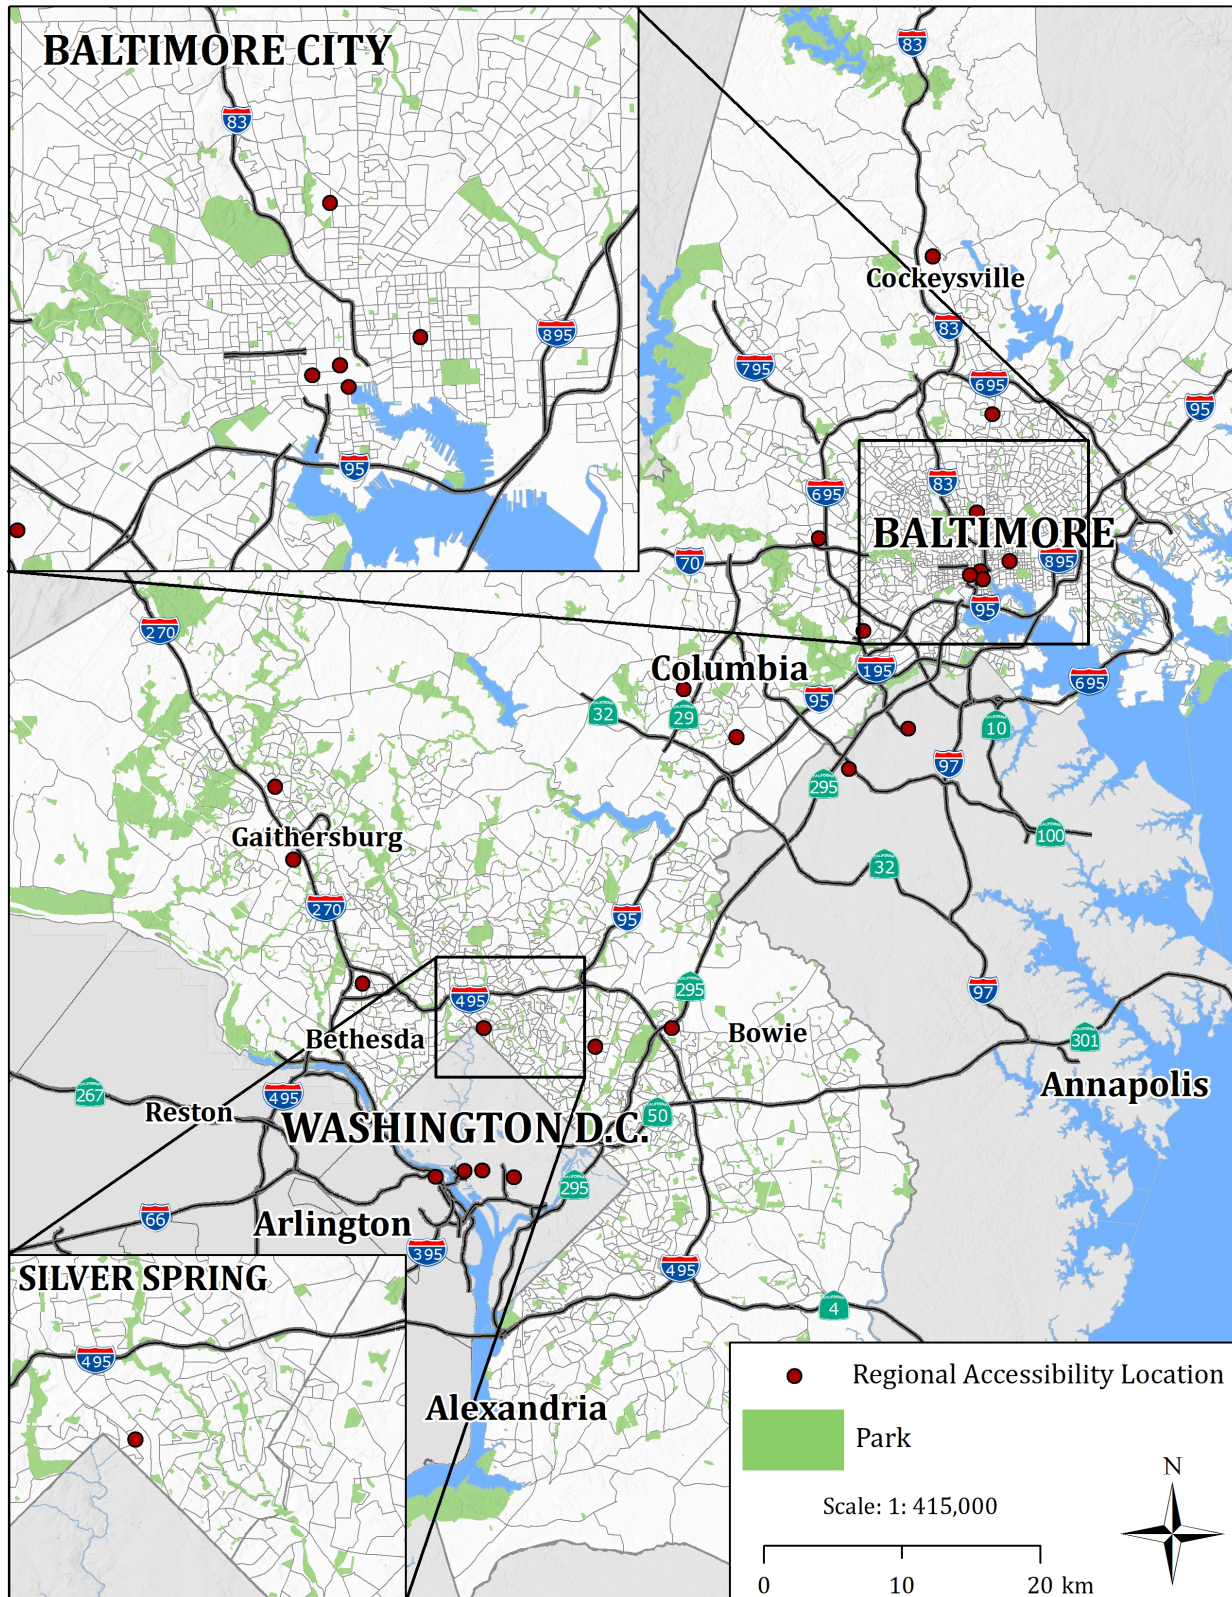 BALTIMORE CITY
83
83
Cockeysville
83
895
795
695
95
83
695
95
BALTIMORE
70
895
95
270
Columbia
195
695
32
29
95
10
97
295
Gaithersburg
100
32
270
95
495
295
97
Bethesda
Bowie
301
267
495
Annapolis
Reston
50
WASHINGTON D.C.
295
66
Arlington
395
495
SILVER SPRING
4
495
Regional Accessibility Location
Alexandria
Park
N
Scale: 1: 415,000
0 10 20 km